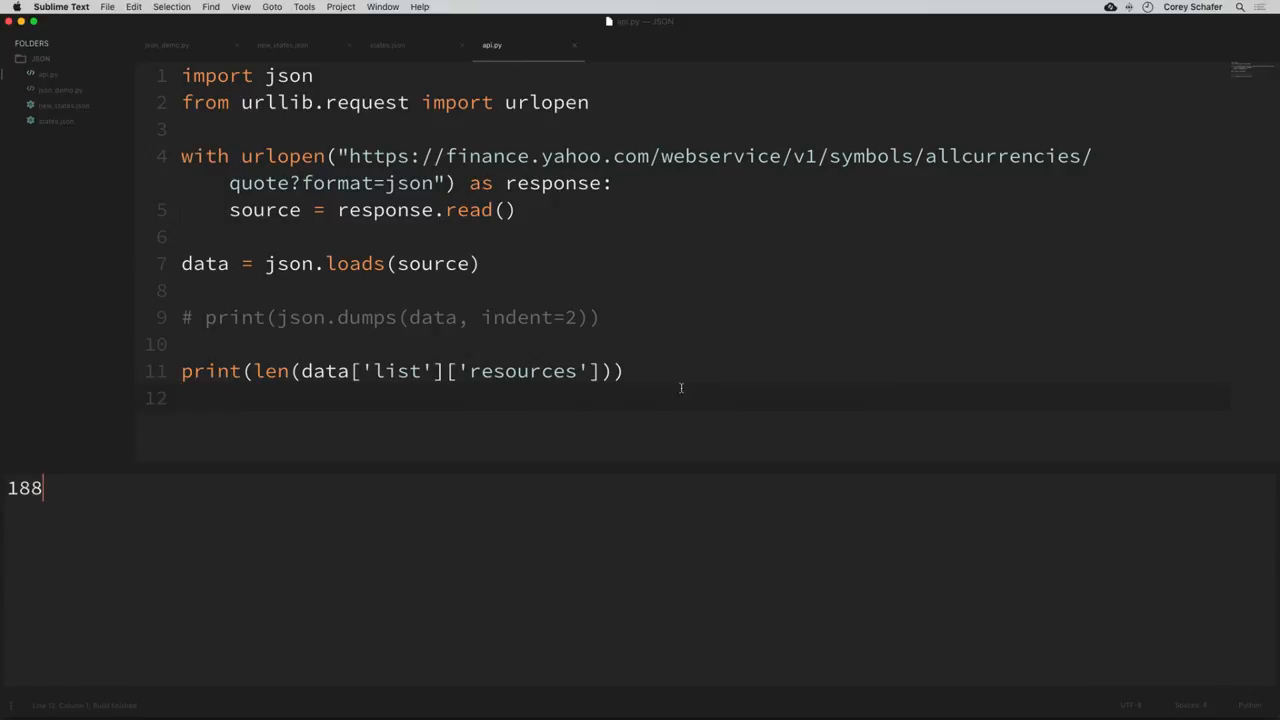 Sublime Text File Edit Selection Find View Goto Tools Project Window Help Corey Schafer
api.py — JSON
FOLDERS
JSON
api.py
json_demo.py
new_states.json
states.json
json_demo.py new_states.json states.json api.py
1 import json
2 from urllib.request import urlopen
3
4 with urlopen("https://finance.yahoo.com/webservice/v1/symbols/allcurrencies/
quote?format=json") as response:
5 source = response.read()
6
7 data = json.loads(source)
8
9 # print(json.dumps(data, indent=2))
10
11 print(len(data['list']['resources']))
12
188
Line 12, Column 1; Build finished UTF-8 Spaces: 4 Python